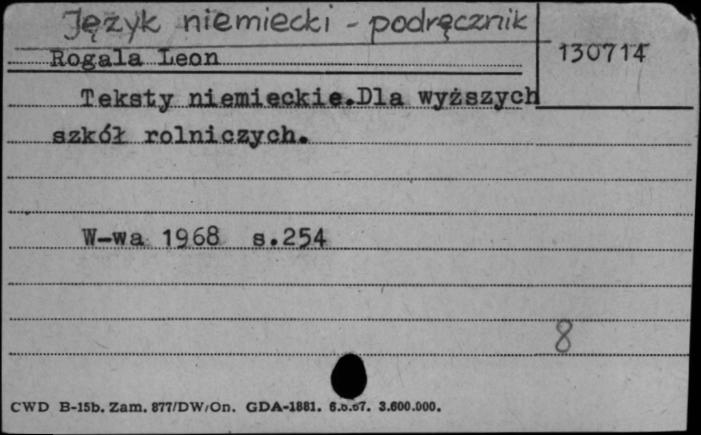 Język niemiecki - podręcznik
Rogala Leon
130714
Teksty niemieckie.Dla wyższych
szkół rolniczych.
W-wa 1968 s.254
8
CWD B-15b. Zam. 877/DW/On. GDA-1881. 3.600.000.